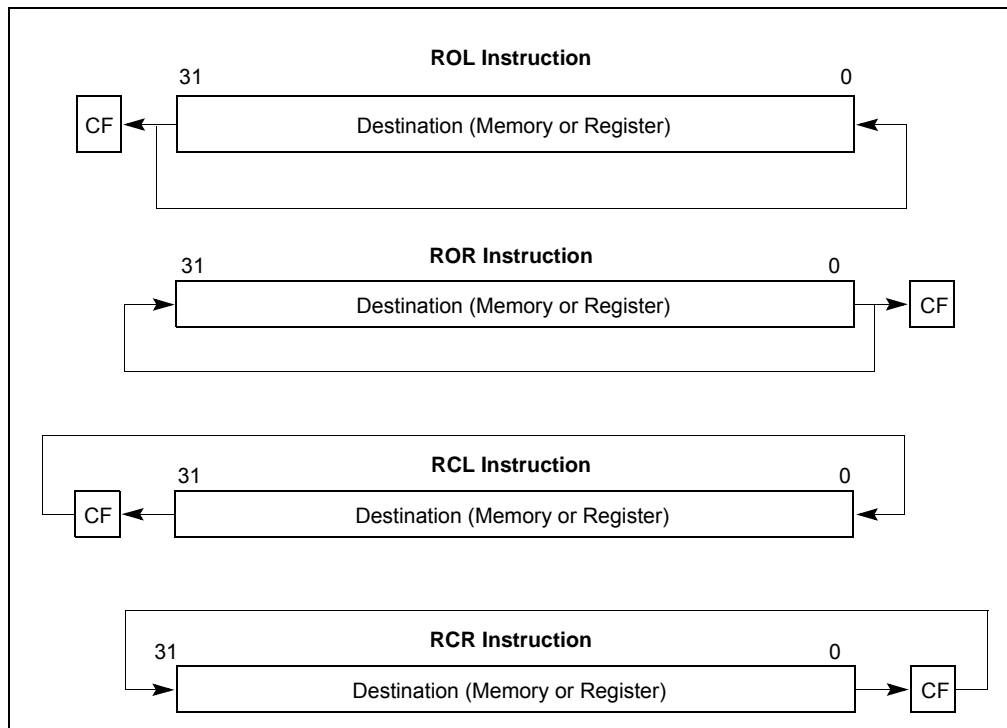 ROL Instruction
31 0
CF Destination (Memory or Register)
ROR Instruction
31 0
Destination (Memory or Register) CF
RCL Instruction
31 0
CF Destination (Memory or Register)
RCR Instruction
31 0
Destination (Memory or Register) CF